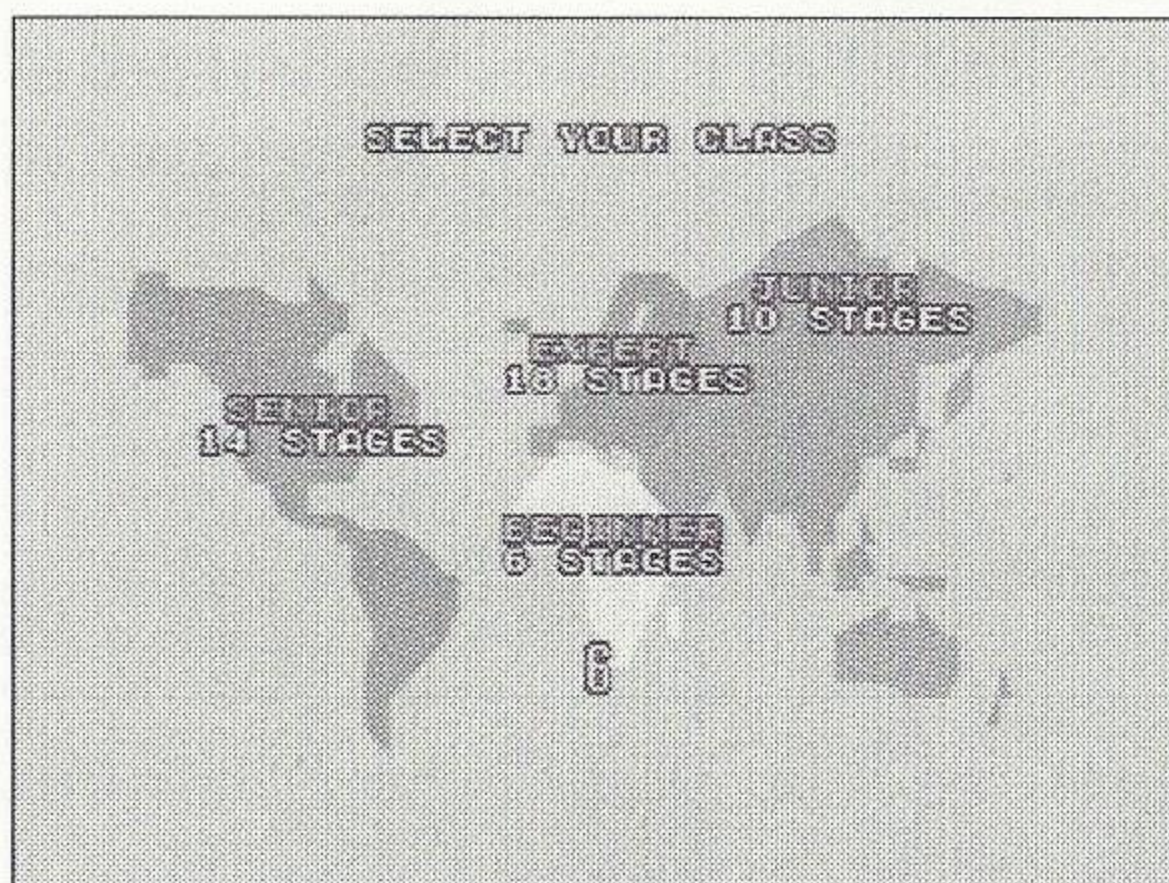 SELECT YOUR CLASS
JUNIOR
10 STAGES
EXPERT
18 STAGES
SENIOR
14 STAGES
BEGINNER
6 STAGES
6